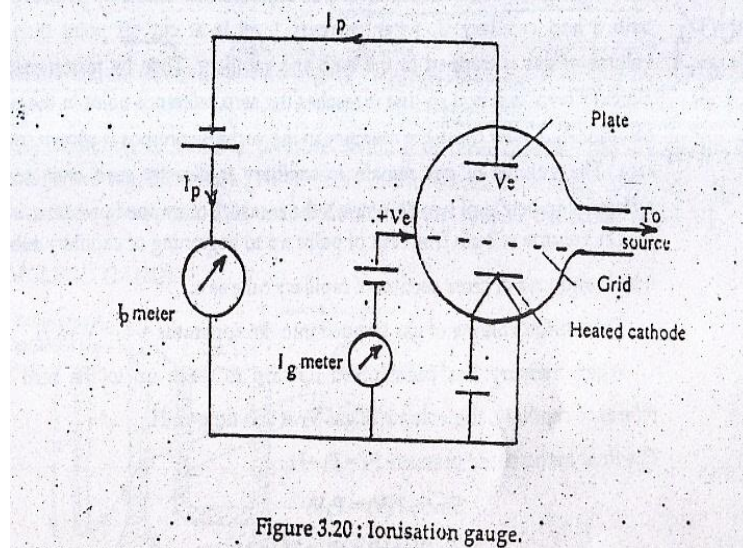 Ip
Plate
-Ve
Ip
+Ve
To
source
Grid
Ip meter
Heated cathode
Ig meter
Figure 3.20 : Ionisation gauge.